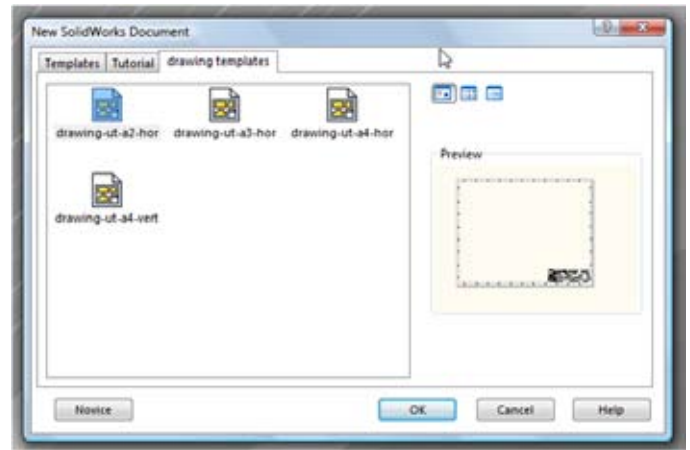 New SolidWorks Document
Templates Tutorial drawing templates
drawing-ut-a2-hor drawing-ut-a3-hor drawing-ut-a4-hor
Preview
drawing-ut-a4-vert
Novice OK Cancel Help